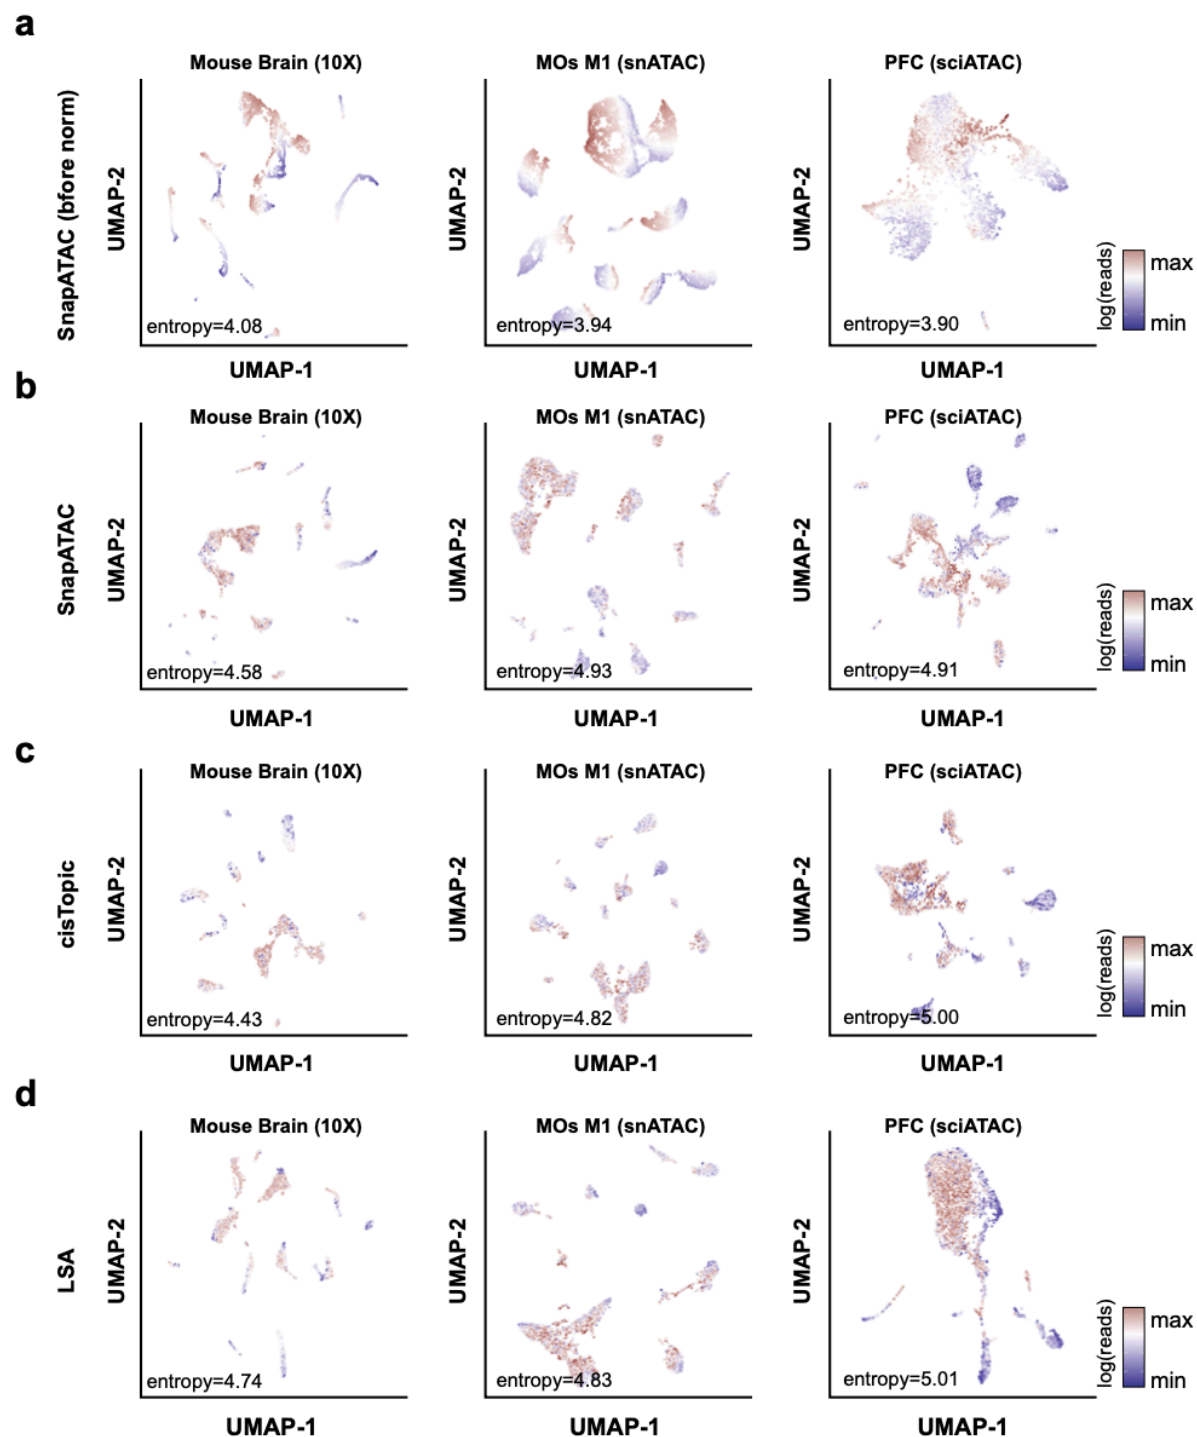 a
Mouse Brain (10X)
MOs M1 (snATAC)
PFC (sciATAC)
SnapATAC (bfore norm)
UMAP-2
UMAP-2
UMAP-2
entropy=4.08
entropy=3.94
entropy=3.90
log(reads)
max
min
UMAP-1
UMAP-1
UMAP-1
b
Mouse Brain (10X)
MOs M1 (snATAC)
PFC (sciATAC)
SnapATAC
UMAP-2
UMAP-2
UMAP-2
entropy=4.58
entropy=4.93
entropy=4.91
log(reads)
max
min
UMAP-1
UMAP-1
UMAP-1
c
Mouse Brain (10X)
MOs M1 (snATAC)
PFC (sciATAC)
cisTopic
UMAP-2
UMAP-2
UMAP-2
entropy=4.43
entropy=4.82
entropy=5.00
log(reads)
max
min
UMAP-1
UMAP-1
UMAP-1
d
Mouse Brain (10X)
MOs M1 (snATAC)
PFC (sciATAC)
LSA
UMAP-2
UMAP-2
UMAP-2
entropy=4.74
entropy=4.83
entropy=5.01
log(reads)
max
min
UMAP-1
UMAP-1
UMAP-1